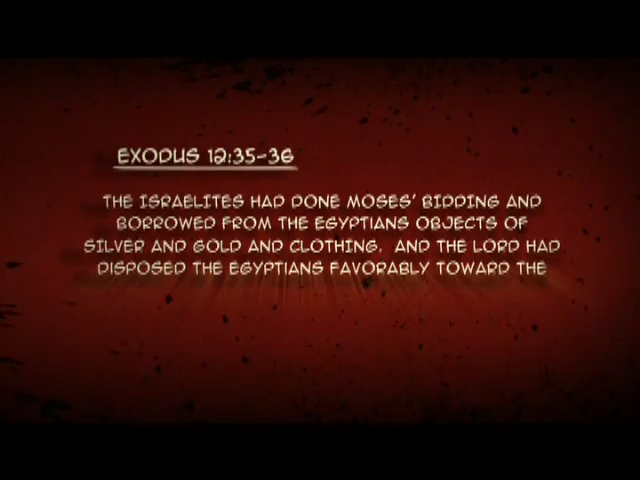 EXODUS 12:35-36
THE ISRAELITES HAD DONE MOSES' BIDDING AND
BORROWED FROM THE EGYPTIANS OBJECTS OF
SILVER AND GOLD AND CLOTHING, AND THE LORD HAD
DISPOSED THE EGYPTIANS FAVORABLY TOWARD THE